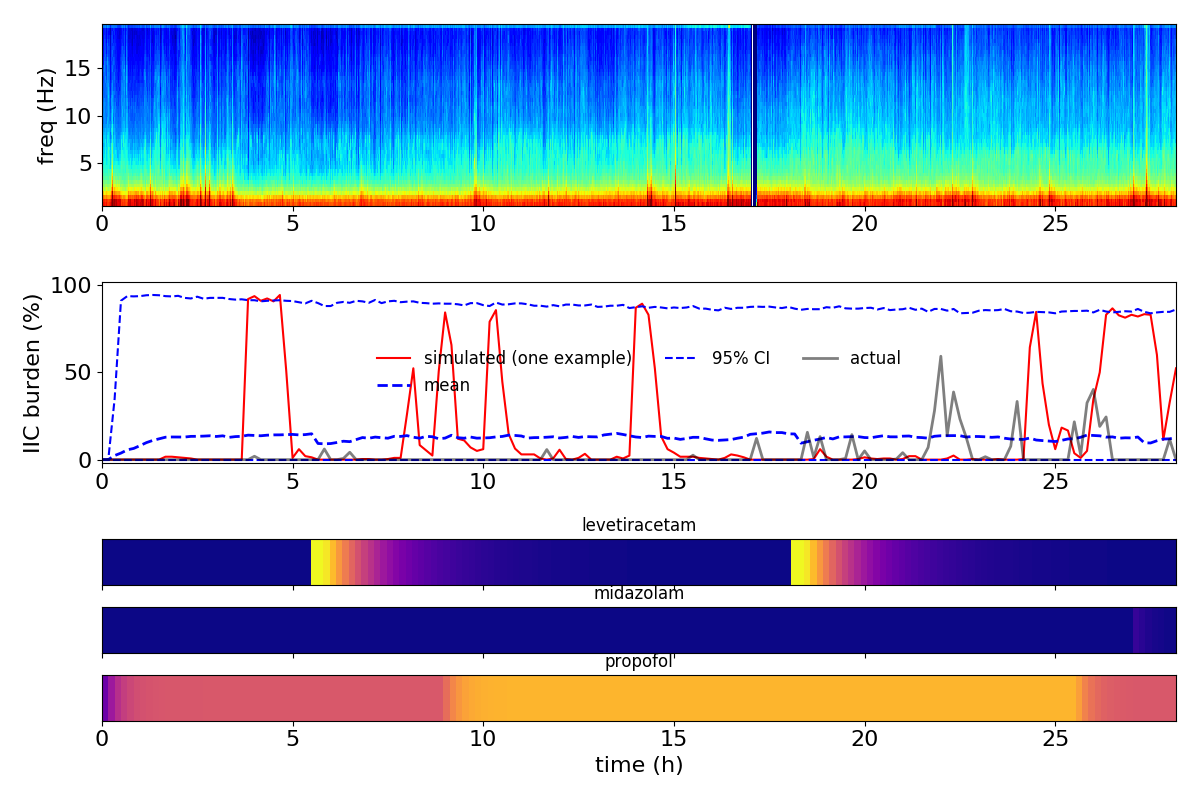 freq (Hz)
15
10
5
0 5 10 15 20 25
IIC burden (%)
100
50
0
simulated (one example) 95% CI actual
mean
0 5 10 15 20 25
levetiracetam
midazolam
propofol
0 5 10 15 20 25
time (h)